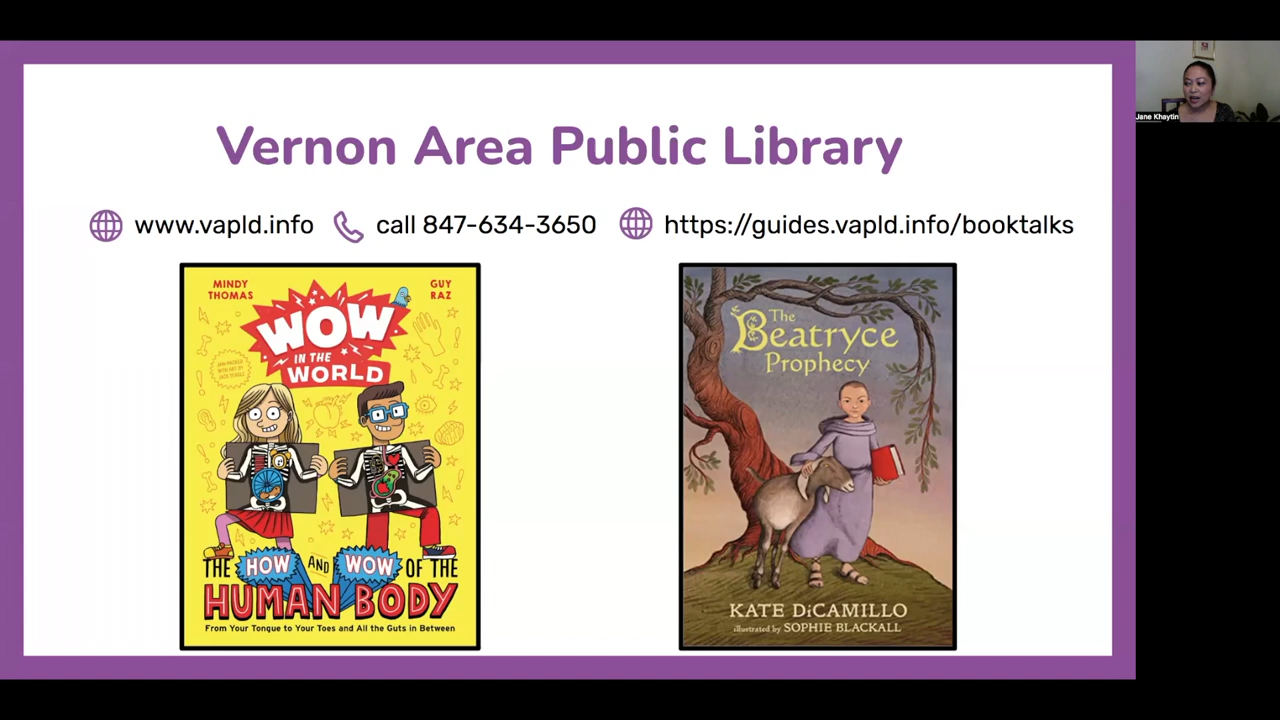 Vernon Area Public Library
www.vapld.info
call 847-634-3650
https://guides.vapld.info/booktalks
MINDY
THOMAS
GUY
RAZ
WOW
IN THE
WORLD
THE HOW AND WOW OF THE
HUMAN BODY
From Your Tongue to Your Toes and All the Guts in Between
The
Beatryce
Prophecy
KATE DiCAMILLO
illustrated by SOPHIE BLACKALL
Jane Khaytin